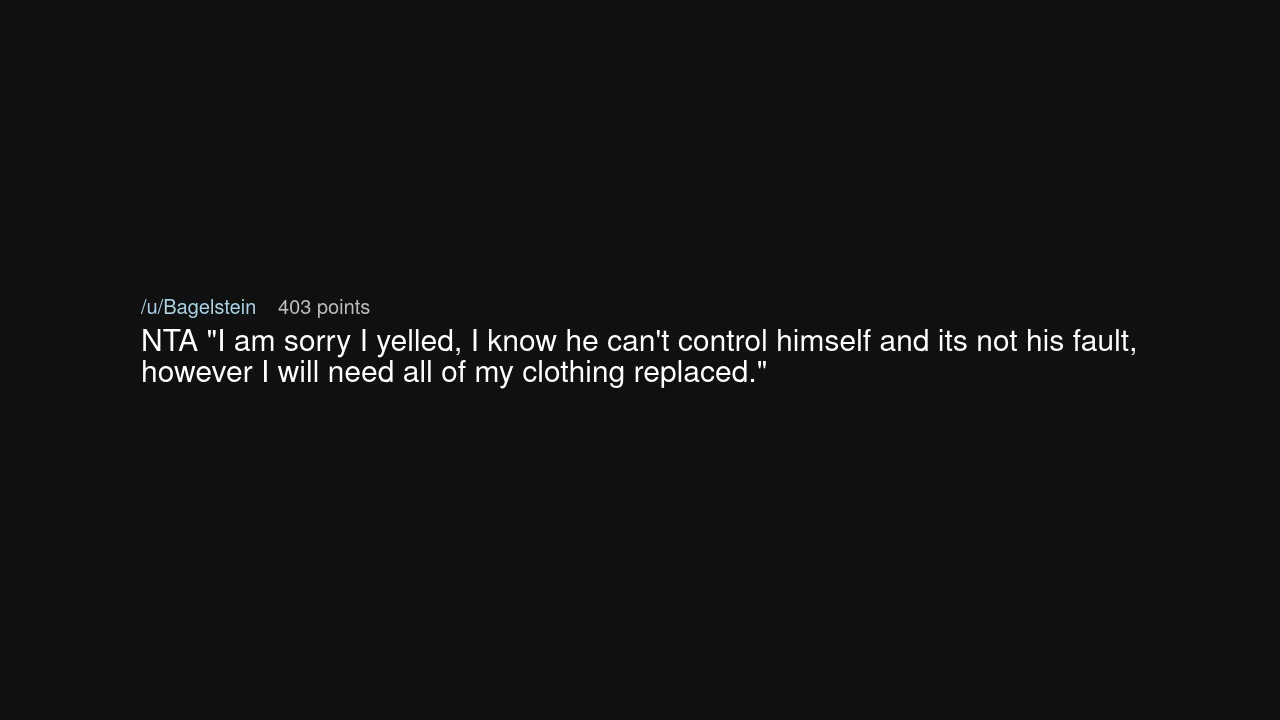 /u/Bagelstein 403 points
NTA "I am sorry I yelled, I know he can't control himself and its not his fault,
however I will need all of my clothing replaced."